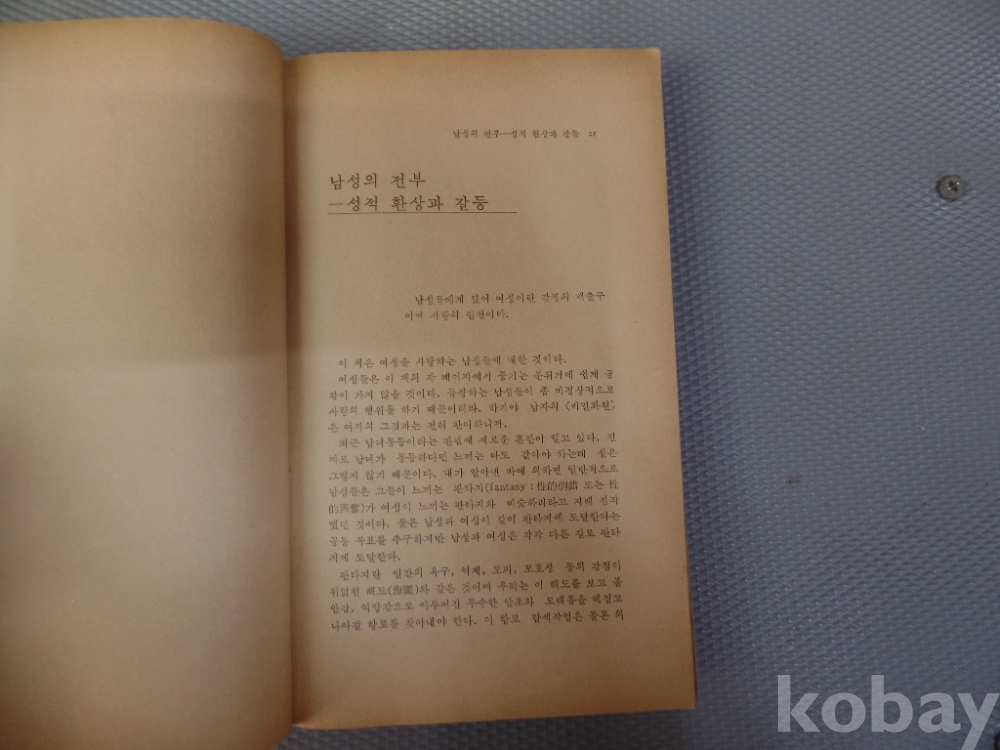 남성의 전부―성적 환상과 갈등 21
남성의 전부
―성적 환상과 갈등
남성들에게 있어 여성이란 감정의 배출구
이며 사랑의 원천이다.
이 책은 여성을 사랑하는 남성들에 대한 것이다.
여성들은 이 책의 각 페이지에서 풍기는 분위기에 쉽게 공
감이 가지 않을 것이다. 등장하는 남성들이 좀 비정상적으로
사랑의 행위를 하기 때문이리라. 하기야 남자의 〈비밀화원〉
은 여자의 그것과는 전혀 판이하니까.
최근 남녀동등이라는 관념에 새로운 혼란이 일고 있다. 진
짜로 남녀가 동등하다면 느끼는 바도 같아야 하는데 실은
그렇지 않기 때문이다. 내가 알아낸 바에 의하면 일반적으로
남성들은 그들이 느끼는 판타지(fantasy:性的倒錯 또는 性
的興奮)가 여성이 느끼는 판타지와 비슷하리라고 지레 짐작
했던 것이다. 물론 남성과 여성이 같이 판타지에 도달한다는
공동 목표를 추구하지만 남성과 여성은 각각 다른 길로 판타
지에 도달한다.
판타지란 인간의 욕구, 억제, 도피, 모호성 등의 감정이
뒤얽힌 해도(海圖)와 같은 것이며 우리는 이 해도를 보고 불
안감, 억압감으로 이루어진 무수한 암초와 모래톱을 헤집고
나아갈 항로를 찾아내야 한다. 이 항로 탐색작업은 물론 의
kobay